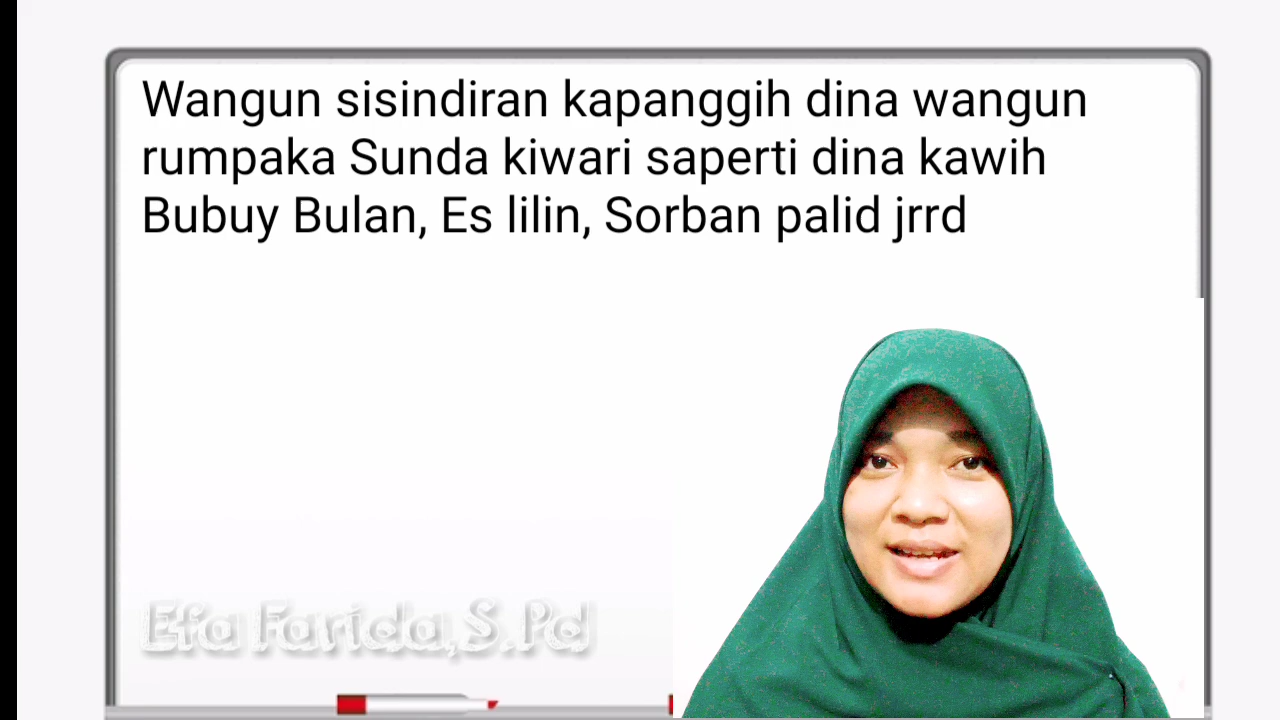 Wangun sisindiran kapanggih dina wangun
rumpaka Sunda kiwari saperti dina kawih
Bubuy Bulan, Es lilin, Sorban palid jrrd
Efa Farida,S.Pd